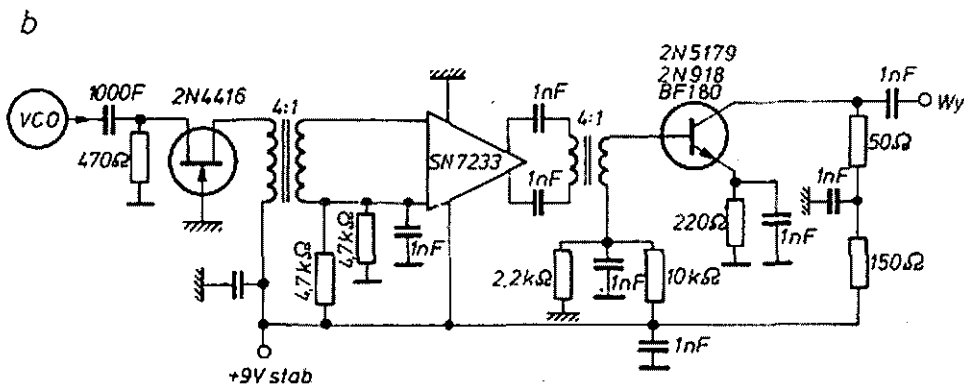 b
VCO
1000F
470Ω
2N4416
4:1
4,7kΩ
4,7kΩ
1nF
+9V stab
SN7233
1nF
1nF
4:1
2,2kΩ
1nF
10kΩ
1nF
2N5179
2N918
BF180
220Ω
1nF
1nF
1nF
Wy
50Ω
150Ω